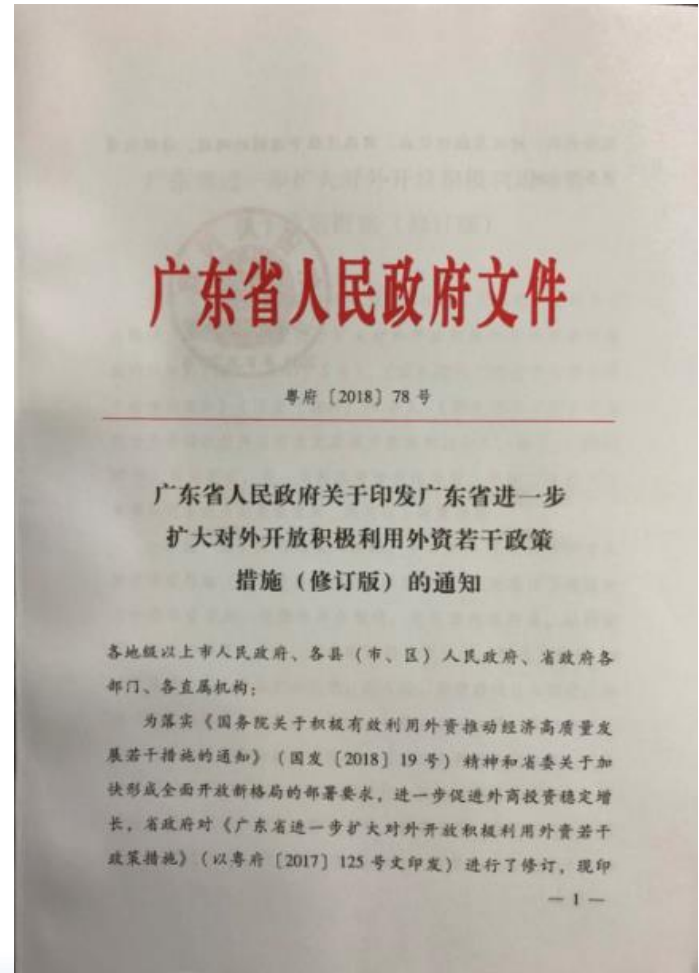 广东省人民政府文件
粤府〔2018〕78号
广东省人民政府关于印发广东省进一步
扩大对外开放积极利用外资若干政策
措施（修订版）的通知
各地级以上市人民政府、各县（市、区）人民政府、省政府各
部门、各直属机构：
为落实《国务院关于积极有效利用外资推动经济高质量发
展若干措施的通知》（国发〔2018〕19号）精神和省委关于加
快形成全面开放新格局的部署要求，进一步促进外商投资稳定增
长，省政府对《广东省进一步扩大对外开放积极利用外资若干
政策措施》（以粤府〔2017〕125号文印发）进行了修订，现印
— 1 —